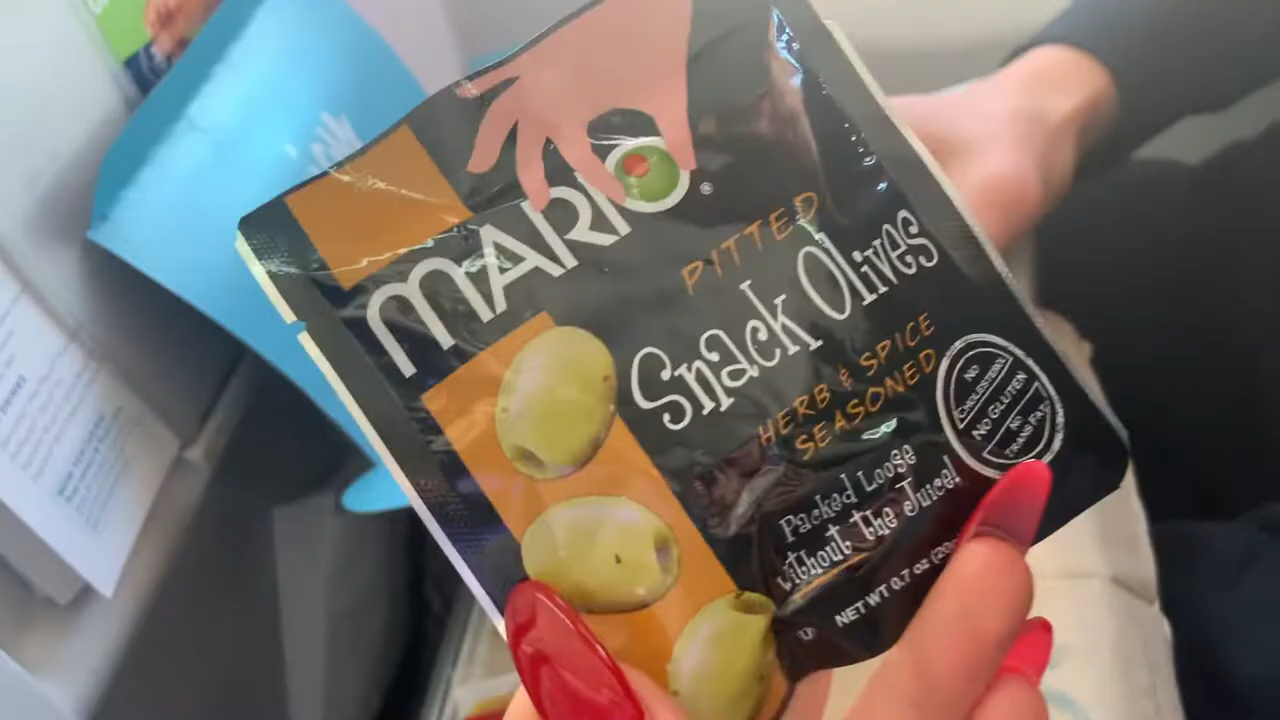 MARIO®
PITTED
Snack Olives
HERB & SPICE
SEASONED
Packed Loose
without the Juice!
NO
CHOLESTEROL
NO GLUTEN
NO
TRANS FAT
NET WT 0.7 oz (20